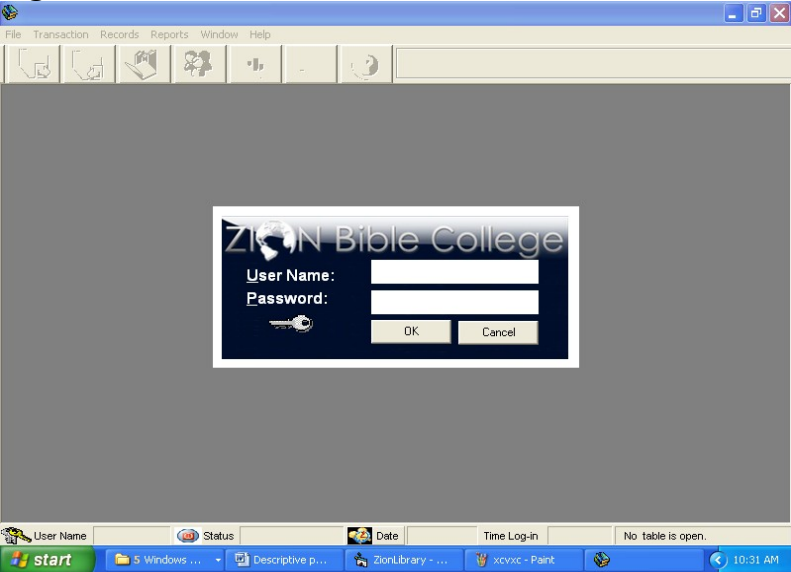 File Transaction Records Reports Window Help
ZION Bible College
User Name:
Password:
OK Cancel
User Name Status Date Time Log-in No table is open.
start 5 Windows ... Descriptive p... ZionLibrary - ... xcvxc - Paint 10:31 AM